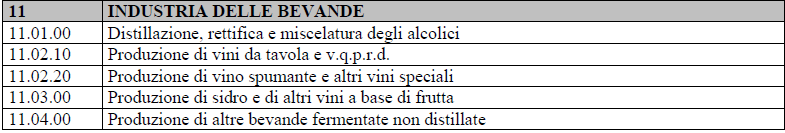 11 INDUSTRIA DELLE BEVANDE
11.01.00 Distillazione, rettifica e miscelatura degli alcolici
11.02.10 Produzione di vini da tavola e v.q.p.r.d.
11.02.20 Produzione di vino spumante e altri vini speciali
11.03.00 Produzione di sidro e di altri vini a base di frutta
11.04.00 Produzione di altre bevande fermentate non distillate